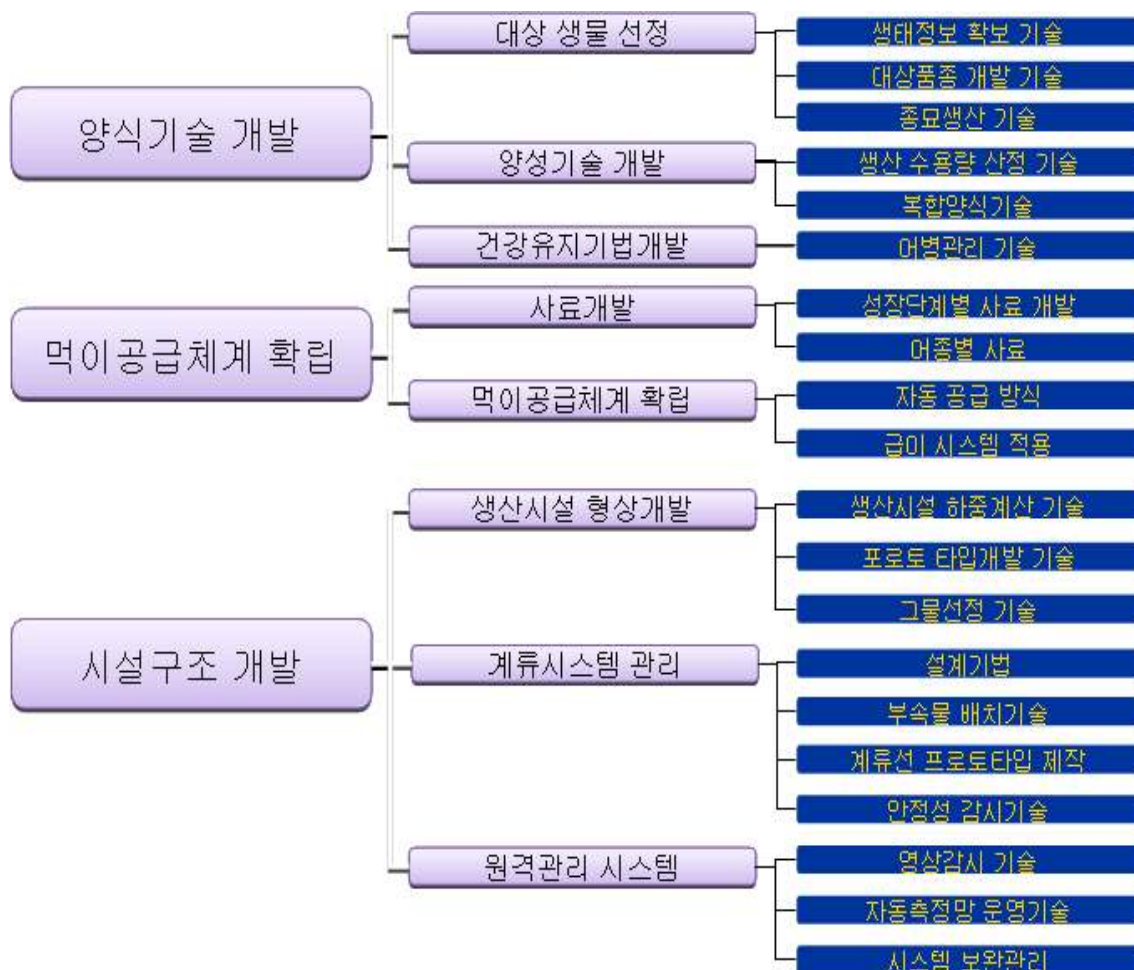 양식기술 개발
대상 생물 선정
생태정보 확보 기술
대상품종 개발 기술
종묘생산 기술
양성기술 개발
생산 수용량 산정 기술
복합양식기술
건강유지기법개발
어병관리 기술
먹이공급체계 확립
사료개발
성장단계별 사료 개발
어종별 사료
먹이공급체계 확립
자동 공급 방식
급이 시스템 적용
시설구조 개발
생산시설 형상개발
생산시설 하중계산 기술
포로토 타입개발 기술
그물선정 기술
계류시스템 관리
설계기법
부속물 배치기술
계류선 프로토타입 제작
안정성 감시기술
원격관리 시스템
영상감시 기술
자동측정망 운영기술
시스템 보완관리